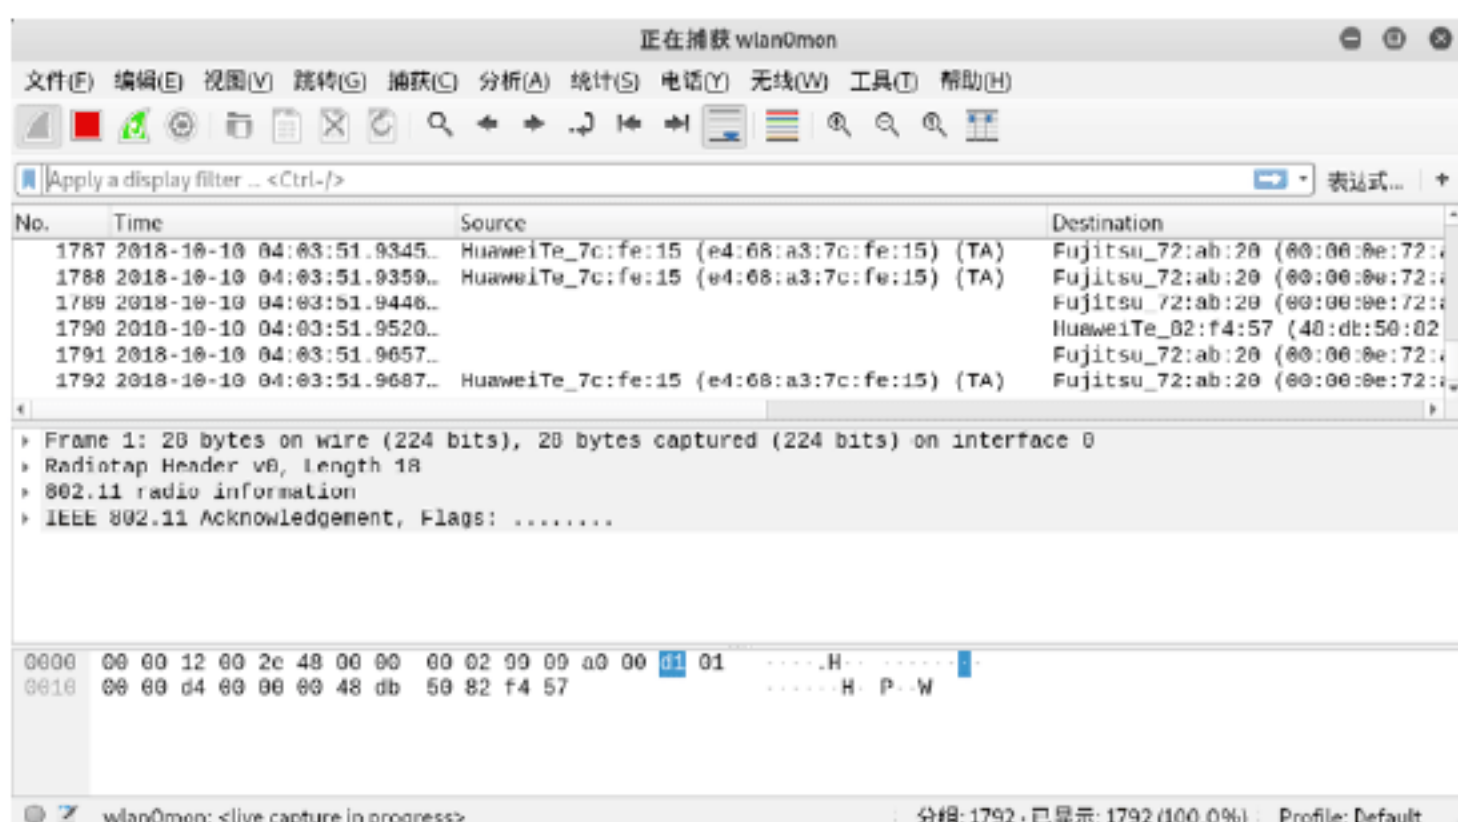 正在捕获 wlan0mon
文件(F) 编辑(E) 视图(V) 跳转(G) 捕获(C) 分析(A) 统计(S) 电话(Y) 无线(W) 工具(T) 帮助(H)
Apply a display filter ... <Ctrl-/> 表达式... +
No. Time Source Destination
1787 2018-10-10 04:03:51.9345… HuaweiTe_7c:fe:15 (e4:68:a3:7c:fe:15) (TA) Fujitsu_72:ab:20 (00:00:0e:72:a
1788 2018-10-10 04:03:51.9359… HuaweiTe_7c:fe:15 (e4:68:a3:7c:fe:15) (TA) Fujitsu_72:ab:20 (00:00:0e:72:a
1789 2018-10-10 04:03:51.9446… Fujitsu_72:ab:20 (00:00:0e:72:a
1790 2018-10-10 04:03:51.9520… HuaweiTe_82:f4:57 (48:db:50:82
1791 2018-10-10 04:03:51.9657… Fujitsu_72:ab:20 (00:00:0e:72:a
1792 2018-10-10 04:03:51.9687… HuaweiTe_7c:fe:15 (e4:68:a3:7c:fe:15) (TA) Fujitsu_72:ab:20 (00:00:0e:72:a
Frame 1: 28 bytes on wire (224 bits), 28 bytes captured (224 bits) on interface 0
Radiotap Header v0, Length 18
802.11 radio information
IEEE 802.11 Acknowledgement, Flags: ........
0000 00 00 12 00 2e 48 00 00 00 02 99 09 a0 00 d1 01 ·····.H·· ········
0010 00 00 d4 00 00 00 48 db 50 82 f4 57 ······H· P··W
wlan0mon: <live capture in progress> 分组: 1792 · 已显示: 1792 (100.0%) Profile: Default